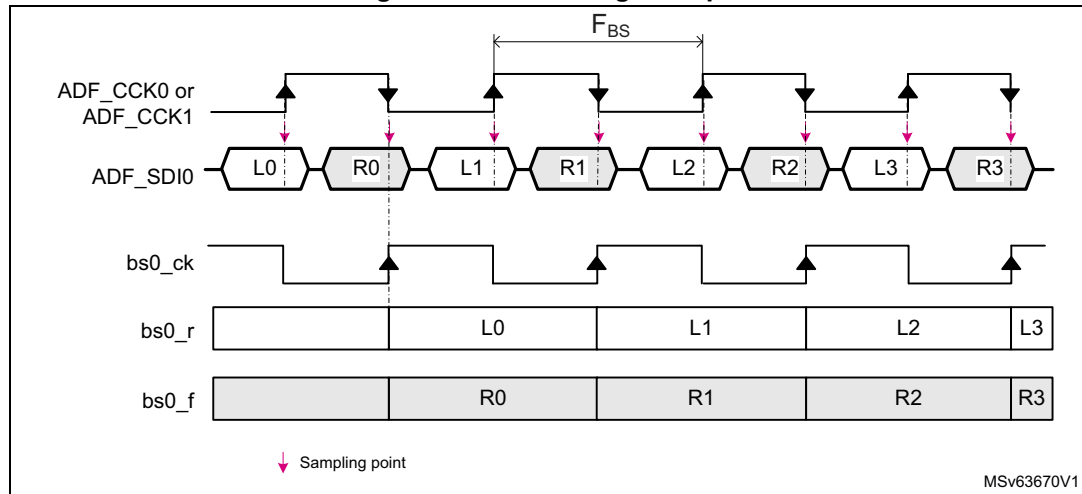 F_BS
ADF_CCK0 or
ADF_CCK1
ADF_SDI0 L0 R0 L1 R1 L2 R2 L3 R3
bs0_ck
bs0_r L0 L1 L2 L3
bs0_f R0 R1 R2 R3
Sampling point
MSv63670V1